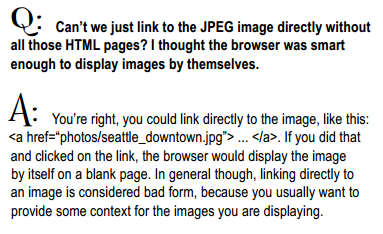 Q: Can't we just link to the JPEG image directly without
all those HTML pages? I thought the browser was smart
enough to display images by themselves.
A: You're right, you could link directly to the image, like this:
<a href="photos/seattle_downtown.jpg"> ... </a>. If you did that
and clicked on the link, the browser would display the image
by itself on a blank page. In general though, linking directly to
an image is considered bad form, because you usually want to
provide some context for the images you are displaying.